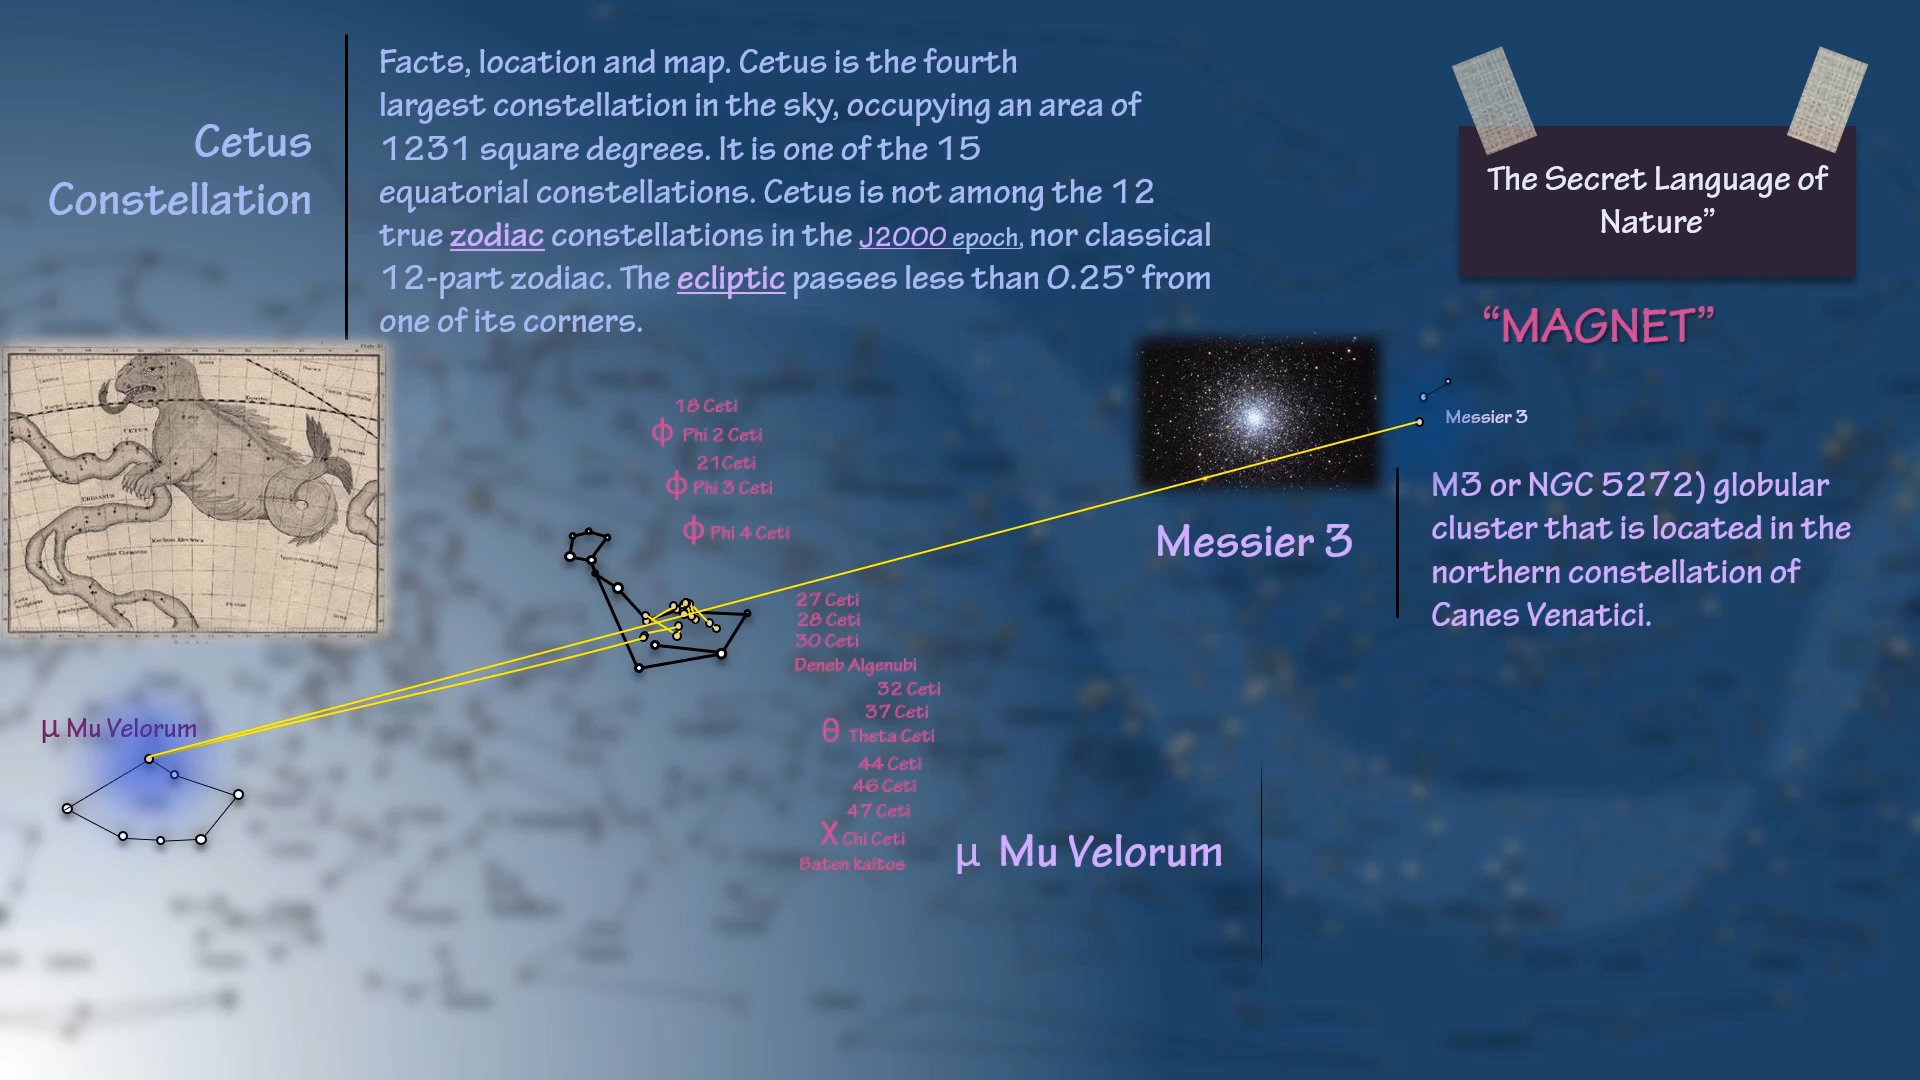 Cetus
Constellation
Facts, location and map. Cetus is the fourth
largest constellation in the sky, occupying an area of
1231 square degrees. It is one of the 15
equatorial constellations. Cetus is not among the 12
true zodiac constellations in the J2000 epoch, nor classical
12-part zodiac. The ecliptic passes less than 0.25° from
one of its corners.
The Secret Language of
Nature”
“MAGNET”
CETUS
ERIDANUS
18 Ceti
ϕ Phi 2 Ceti
21Ceti
ϕ Phi 3 Ceti
ϕ Phi 4 Ceti
Messier 3
Messier 3
M3 or NGC 5272) globular
cluster that is located in the
northern constellation of
Canes Venatici.
27 Ceti
28 Ceti
30 Ceti
Deneb Algenubi
32 Ceti
37 Ceti
θ Theta Ceti
44 Ceti
46 Ceti
47 Ceti
X Chi Ceti
Baten kaitos
μ Mu Velorum
μ Mu Velorum